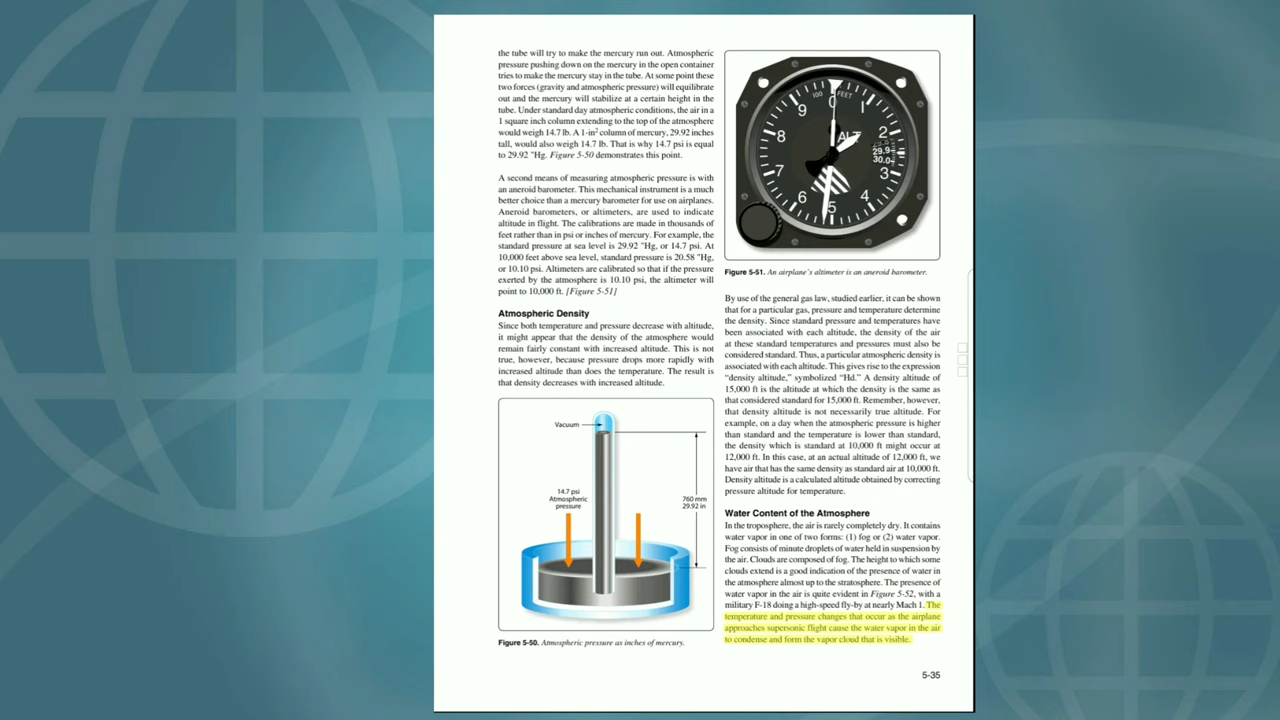 the tube will try to make the mercury run out. Atmospheric
pressure pushing down on the mercury in the open container
tries to make the mercury stay in the tube. At some point these
two forces (gravity and atmospheric pressure) will equilibrate
out and the mercury will stabilize at a certain height in the
tube. Under standard day atmospheric conditions, the air in a
1 square inch column extending to the top of the atmosphere
would weigh 14.7 lb. A 1-in² column of mercury, 29.92 inches
tall, would also weigh 14.7 lb. That is why 14.7 psi is equal
to 29.92 "Hg. Figure 5-50 demonstrates this point.
A second means of measuring atmospheric pressure is with
an aneroid barometer. This mechanical instrument is a much
better choice than a mercury barometer for use on airplanes.
Aneroid barometers, or altimeters, are used to indicate
altitude in flight. The calibrations are made in thousands of
feet rather than in psi or inches of mercury. For example, the
standard pressure at sea level is 29.92 "Hg, or 14.7 psi. At
10,000 feet above sea level, standard pressure is 20.58 "Hg,
or 10.10 psi. Altimeters are calibrated so that if the pressure
exerted by the atmosphere is 10.10 psi, the altimeter will
point to 10,000 ft. [Figure 5-51]
Atmospheric Density
Since both temperature and pressure decrease with altitude,
it might appear that the density of the atmosphere would
remain fairly constant with increased altitude. This is not
true, however, because pressure drops more rapidly with
increased altitude than does the temperature. The result is
that density decreases with increased altitude.
Vacuum
14.7 psi
Atmospheric
pressure
760 mm
29.92 in
Figure 5-50. Atmospheric pressure as inches of mercury.
100 FEET
0
1
2
3
4
5
6
7
8
9
ALT
29.9
30.0
Figure 5-51. An airplane's altimeter is an aneroid barometer.
By use of the general gas law, studied earlier, it can be shown
that for a particular gas, pressure and temperature determine
the density. Since standard pressure and temperatures have
been associated with each altitude, the density of the air
at these standard temperatures and pressures must also be
considered standard. Thus, a particular atmospheric density is
associated with each altitude. This gives rise to the expression
“density altitude,” symbolized “Hd.” A density altitude of
15,000 ft is the altitude at which the density is the same as
that considered standard for 15,000 ft. Remember, however,
that density altitude is not necessarily true altitude. For
example, on a day when the atmospheric pressure is higher
than standard and the temperature is lower than standard,
the density which is standard at 10,000 ft might occur at
12,000 ft. In this case, at an actual altitude of 12,000 ft, we
have air that has the same density as standard air at 10,000 ft.
Density altitude is a calculated altitude obtained by correcting
pressure altitude for temperature.
Water Content of the Atmosphere
In the troposphere, the air is rarely completely dry. It contains
water vapor in one of two forms: (1) fog or (2) water vapor.
Fog consists of minute droplets of water held in suspension by
the air. Clouds are composed of fog. The height to which some
clouds extend is a good indication of the presence of water in
the atmosphere almost up to the stratosphere. The presence of
water vapor in the air is quite evident in Figure 5-52, with a
military F-18 doing a high-speed fly-by at nearly Mach 1. The
temperature and pressure changes that occur as the airplane
approaches supersonic flight cause the water vapor in the air
to condense and form the vapor cloud that is visible.
5-35